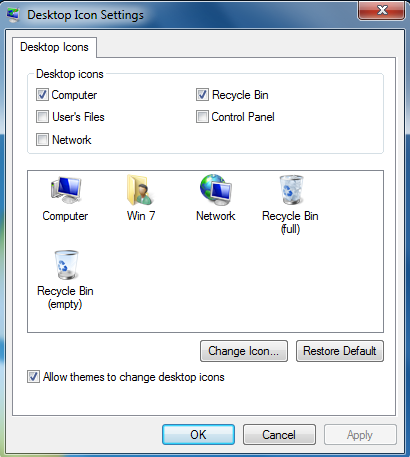 Desktop Icon Settings
Desktop Icons
Desktop icons
Computer
Recycle Bin
User's Files
Control Panel
Network
Computer
Win 7
Network
Recycle Bin
(full)
Recycle Bin
(empty)
Change Icon...
Restore Default
Allow themes to change desktop icons
OK
Cancel
Apply